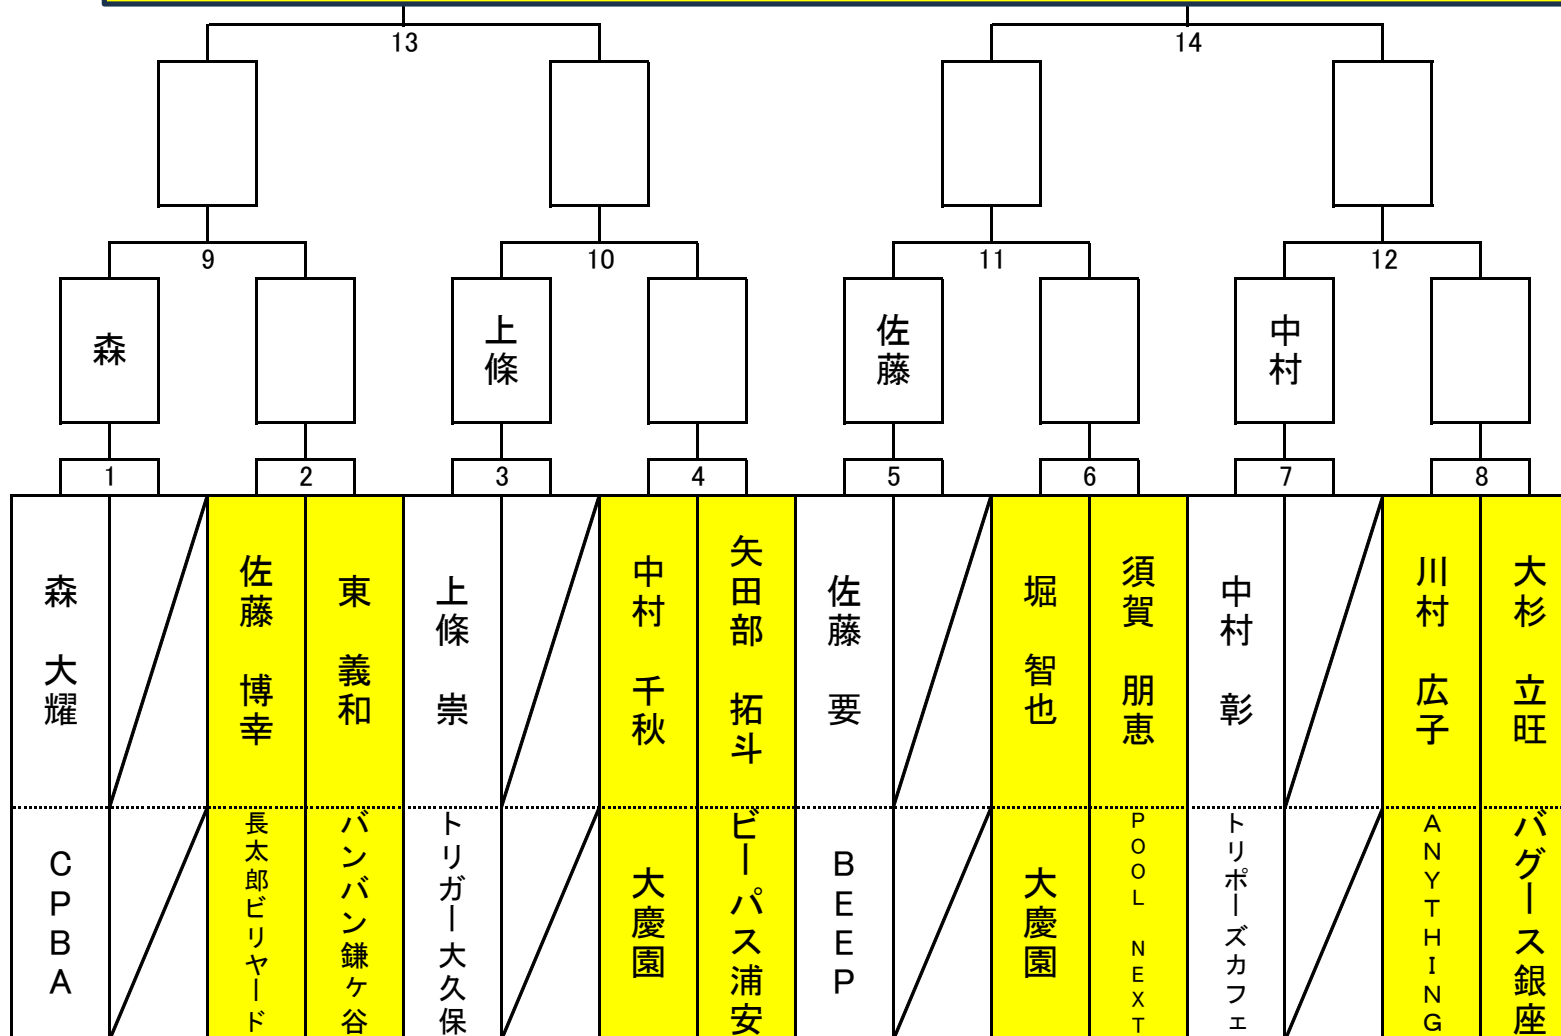 13
14
9
10
11
12
森
上條
佐藤
中村
1
2
3
4
5
6
7
8
森 大耀
佐藤 博幸
東 義和
上條 崇
中村 千秋
矢田部 拓斗
佐藤 要
堀 智也
須賀 朋恵
中村 彰
川村 広子
大杉 立旺
CPBA
長太郎ビリヤード
バンバン鎌ケ谷
トリガー大久保
大慶園
ビーパス浦安
BEEP
大慶園
POOL NEXT
トリポーズカフェ
ANYTHING
バグース銀座